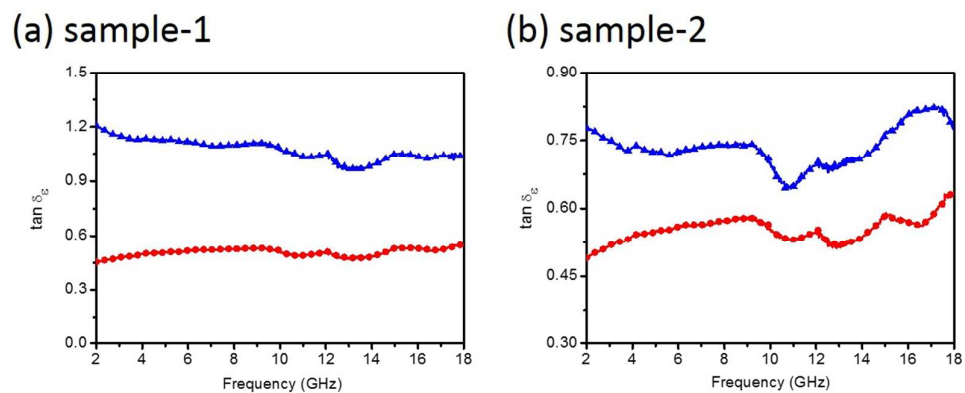 (a) sample-1
(b) sample-2
1.5
1.2
0.9
0.6
0.3
0.0
tan δε
2 4 6 8 10 12 14 16 18
Frequency (GHz)
0.90
0.75
0.60
0.45
0.30
tan δε
2 4 6 8 10 12 14 16 18
Frequency (GHz)